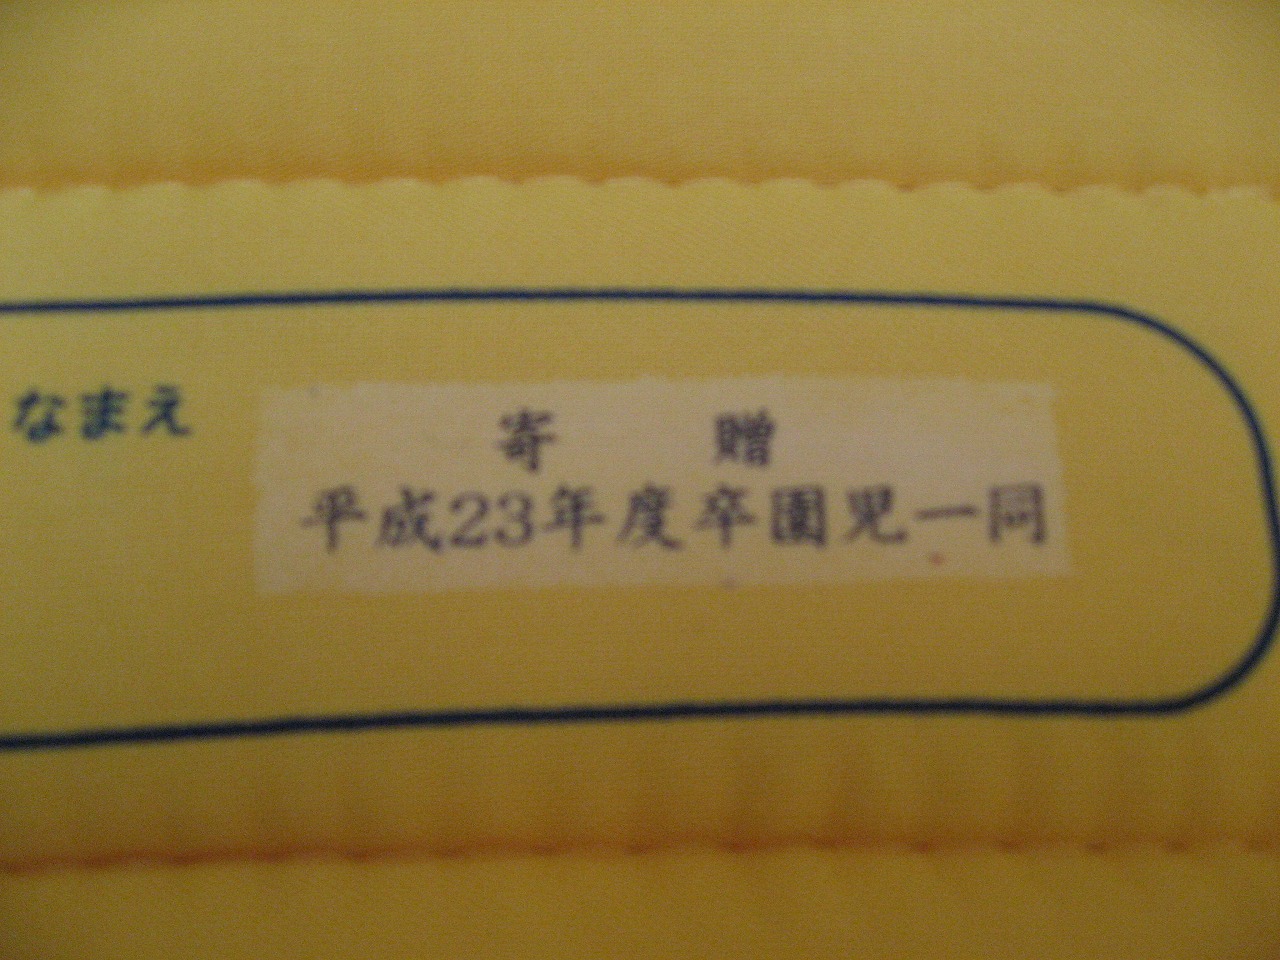 なまえ
寄 贈
平成23年度卒園児一同